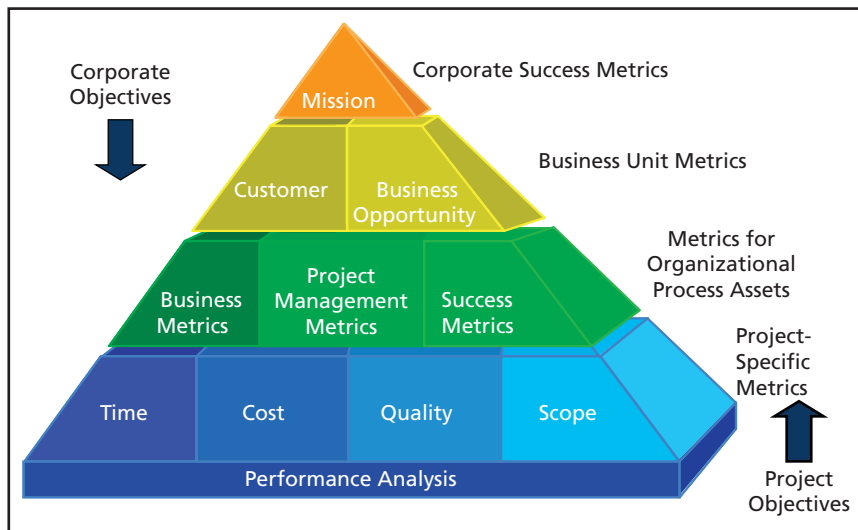 Corporate
Objectives
Mission
Corporate Success Metrics
Customer
Business
Opportunity
Business Unit Metrics
Business
Metrics
Project
Management
Metrics
Success
Metrics
Metrics for
Organizational
Process Assets
Time
Cost
Quality
Scope
Project-
Specific
Metrics
Performance Analysis
Project
Objectives